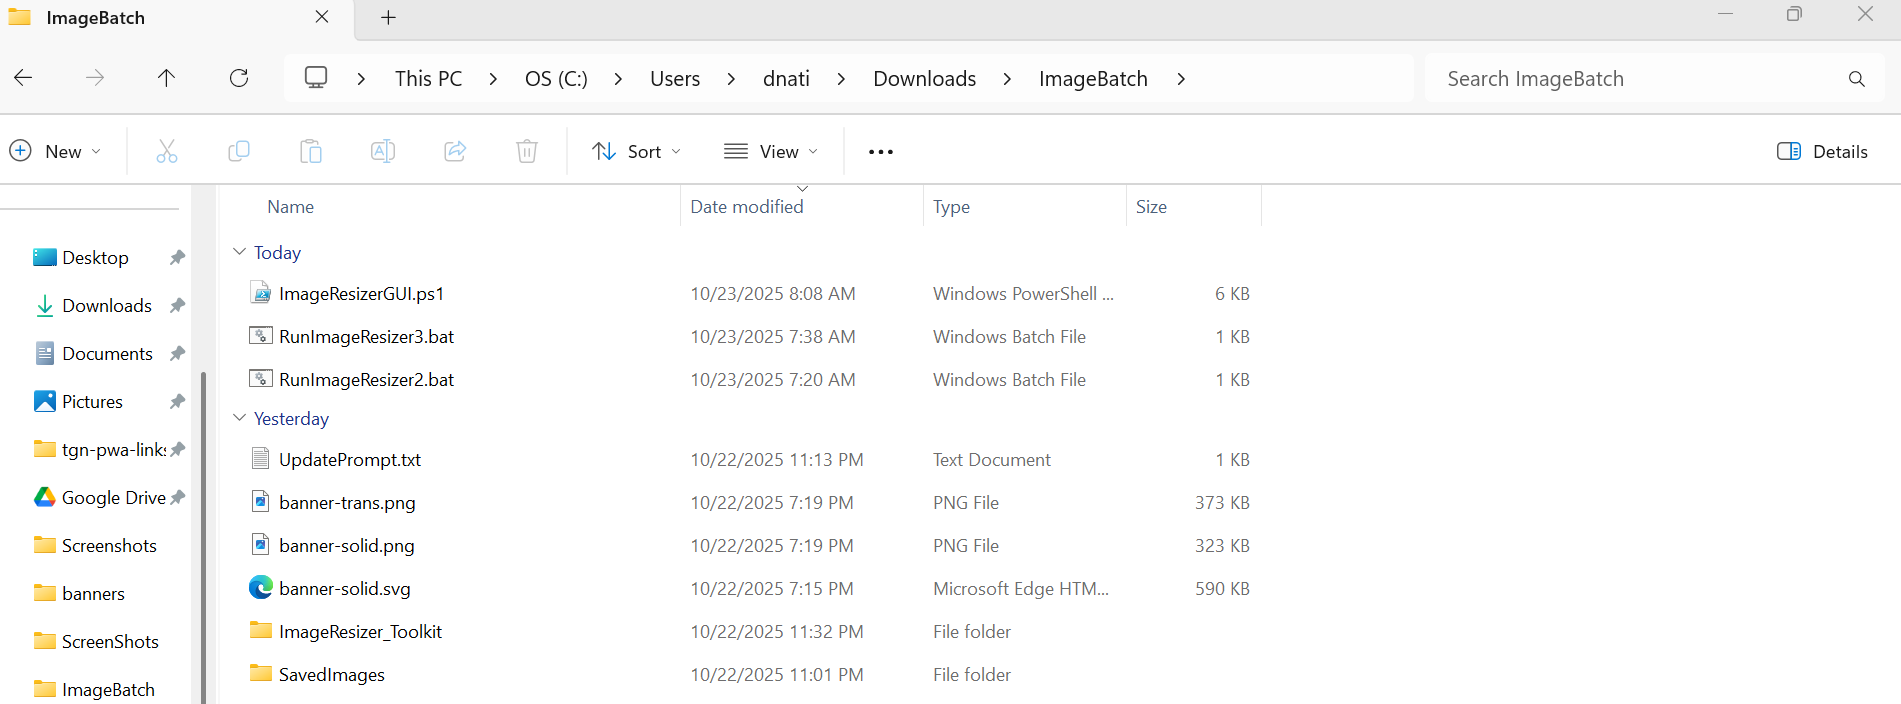 ImageBatch
This PC OS (C:) Users dnati Downloads ImageBatch Search ImageBatch
New Sort View Details
Name Date modified Type Size
Today
ImageResizerGUI.ps1 10/23/2025 8:08 AM Windows PowerShell ... 6 KB
RunImageResizer3.bat 10/23/2025 7:38 AM Windows Batch File 1 KB
RunImageResizer2.bat 10/23/2025 7:20 AM Windows Batch File 1 KB
Yesterday
UpdatePrompt.txt 10/22/2025 11:13 PM Text Document 1 KB
banner-trans.png 10/22/2025 7:19 PM PNG File 373 KB
banner-solid.png 10/22/2025 7:19 PM PNG File 323 KB
banner-solid.svg 10/22/2025 7:15 PM Microsoft Edge HTM... 590 KB
ImageResizer_Toolkit 10/22/2025 11:32 PM File folder
SavedImages 10/22/2025 11:01 PM File folder
Desktop
Downloads
Documents
Pictures
tgn-pwa-links
Google Drive
Screenshots
banners
ScreenShots
ImageBatch